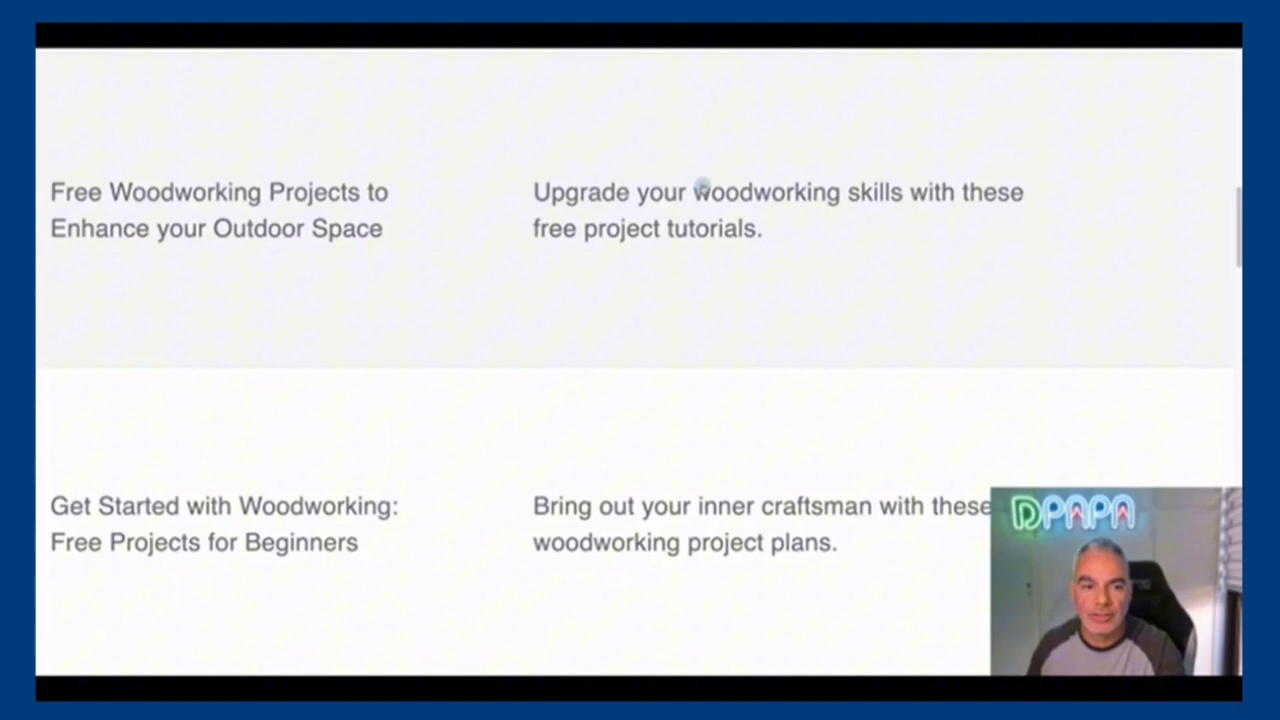 Free Woodworking Projects to
Enhance your Outdoor Space
Upgrade your woodworking skills with these
free project tutorials.
Get Started with Woodworking:
Free Projects for Beginners
Bring out your inner craftsman with these
woodworking project plans.
DPAPA